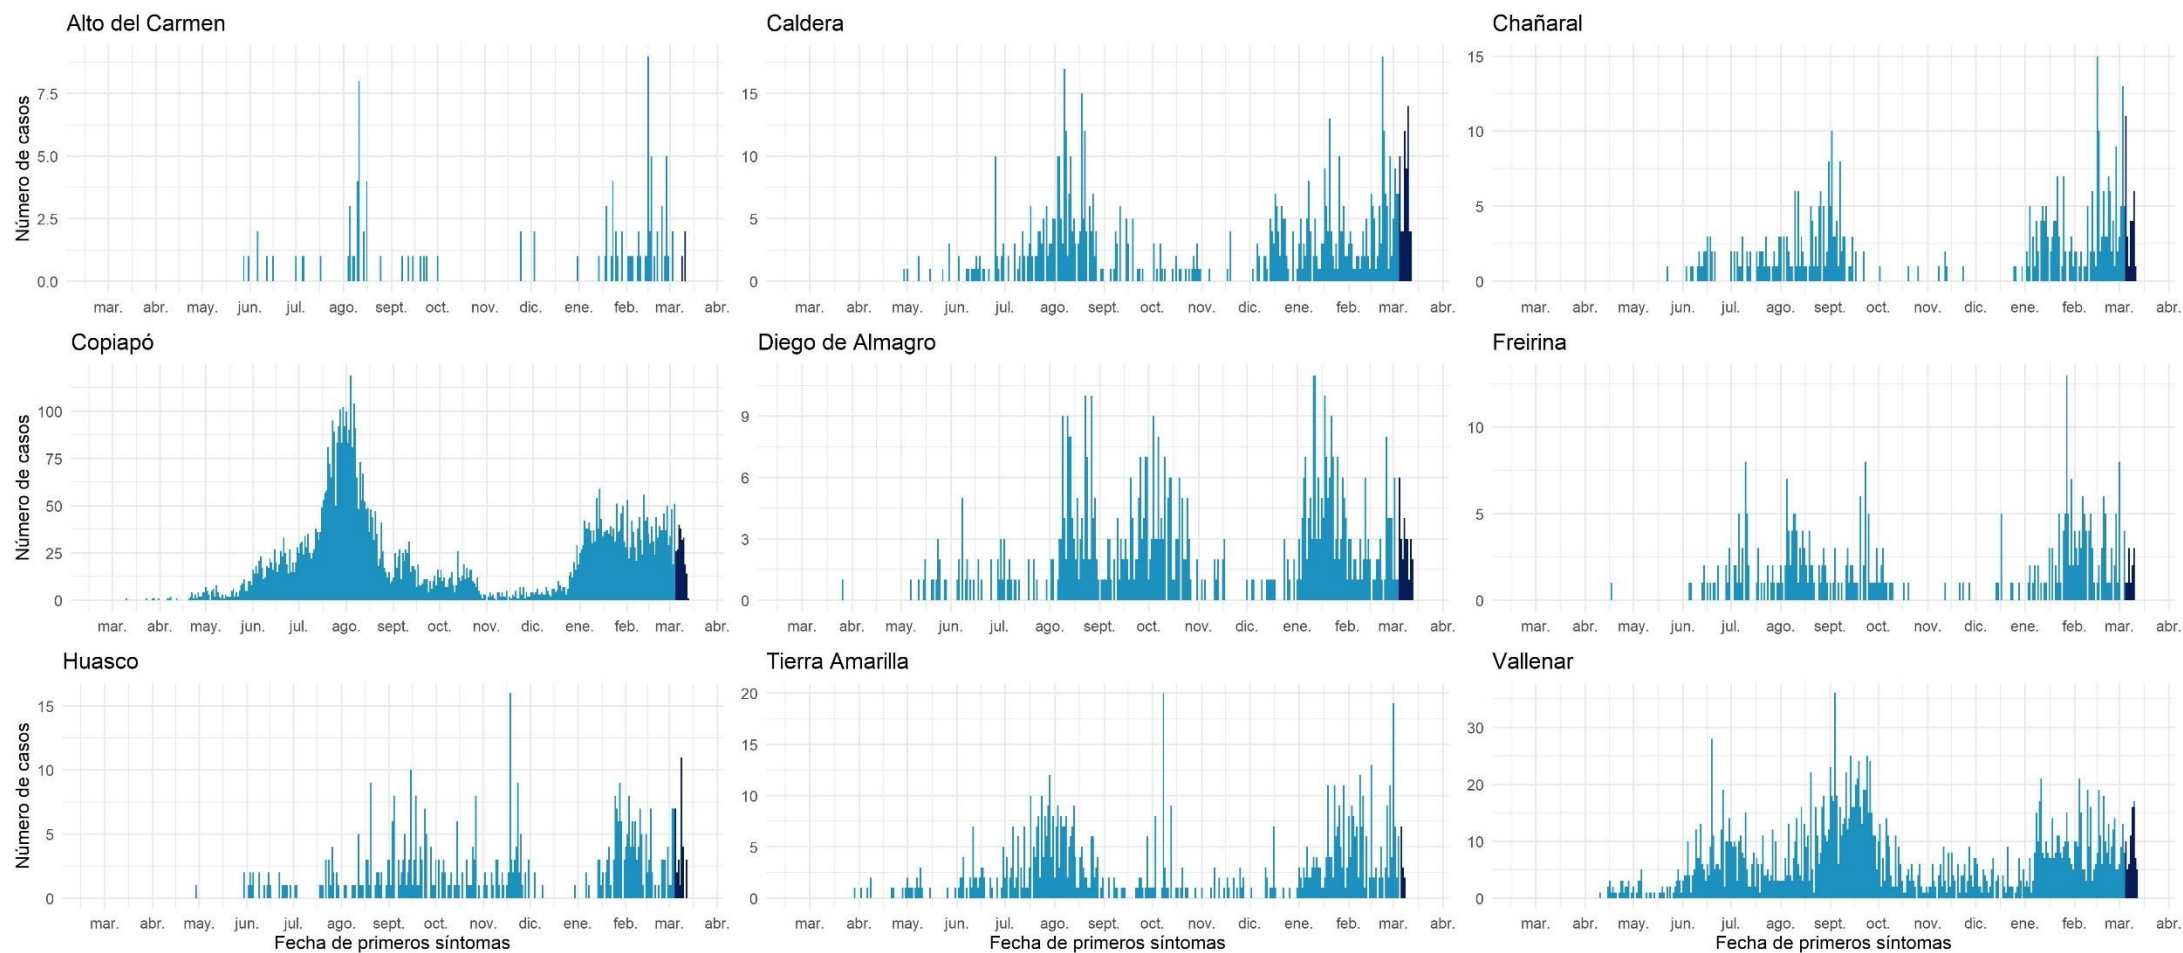 Alto del Carmen
Caldera
Chañaral
Número de casos
7.5
5.0
2.5
0.0
15
10
5
0
15
10
5
0
mar. abr. may. jun. jul. ago. sept. oct. nov. dic. ene. feb. mar. abr.
mar. abr. may. jun. jul. ago. sept. oct. nov. dic. ene. feb. mar. abr.
mar. abr. may. jun. jul. ago. sept. oct. nov. dic. ene. feb. mar. abr.
Copiapó
Diego de Almagro
Freirina
Número de casos
100
75
50
25
0
9
6
3
0
10
5
0
mar. abr. may. jun. jul. ago. sept. oct. nov. dic. ene. feb. mar. abr.
mar. abr. may. jun. jul. ago. sept. oct. nov. dic. ene. feb. mar. abr.
mar. abr. may. jun. jul. ago. sept. oct. nov. dic. ene. feb. mar. abr.
Huasco
Tierra Amarilla
Vallenar
Número de casos
15
10
5
0
20
15
10
5
0
30
20
10
0
mar. abr. may. jun. jul. ago. sept. oct. nov. dic. ene. feb. mar. abr.
mar. abr. may. jun. jul. ago. sept. oct. nov. dic. ene. feb. mar. abr.
mar. abr. may. jun. jul. ago. sept. oct. nov. dic. ene. feb. mar. abr.
Fecha de primeros síntomas
Fecha de primeros síntomas
Fecha de primeros síntomas